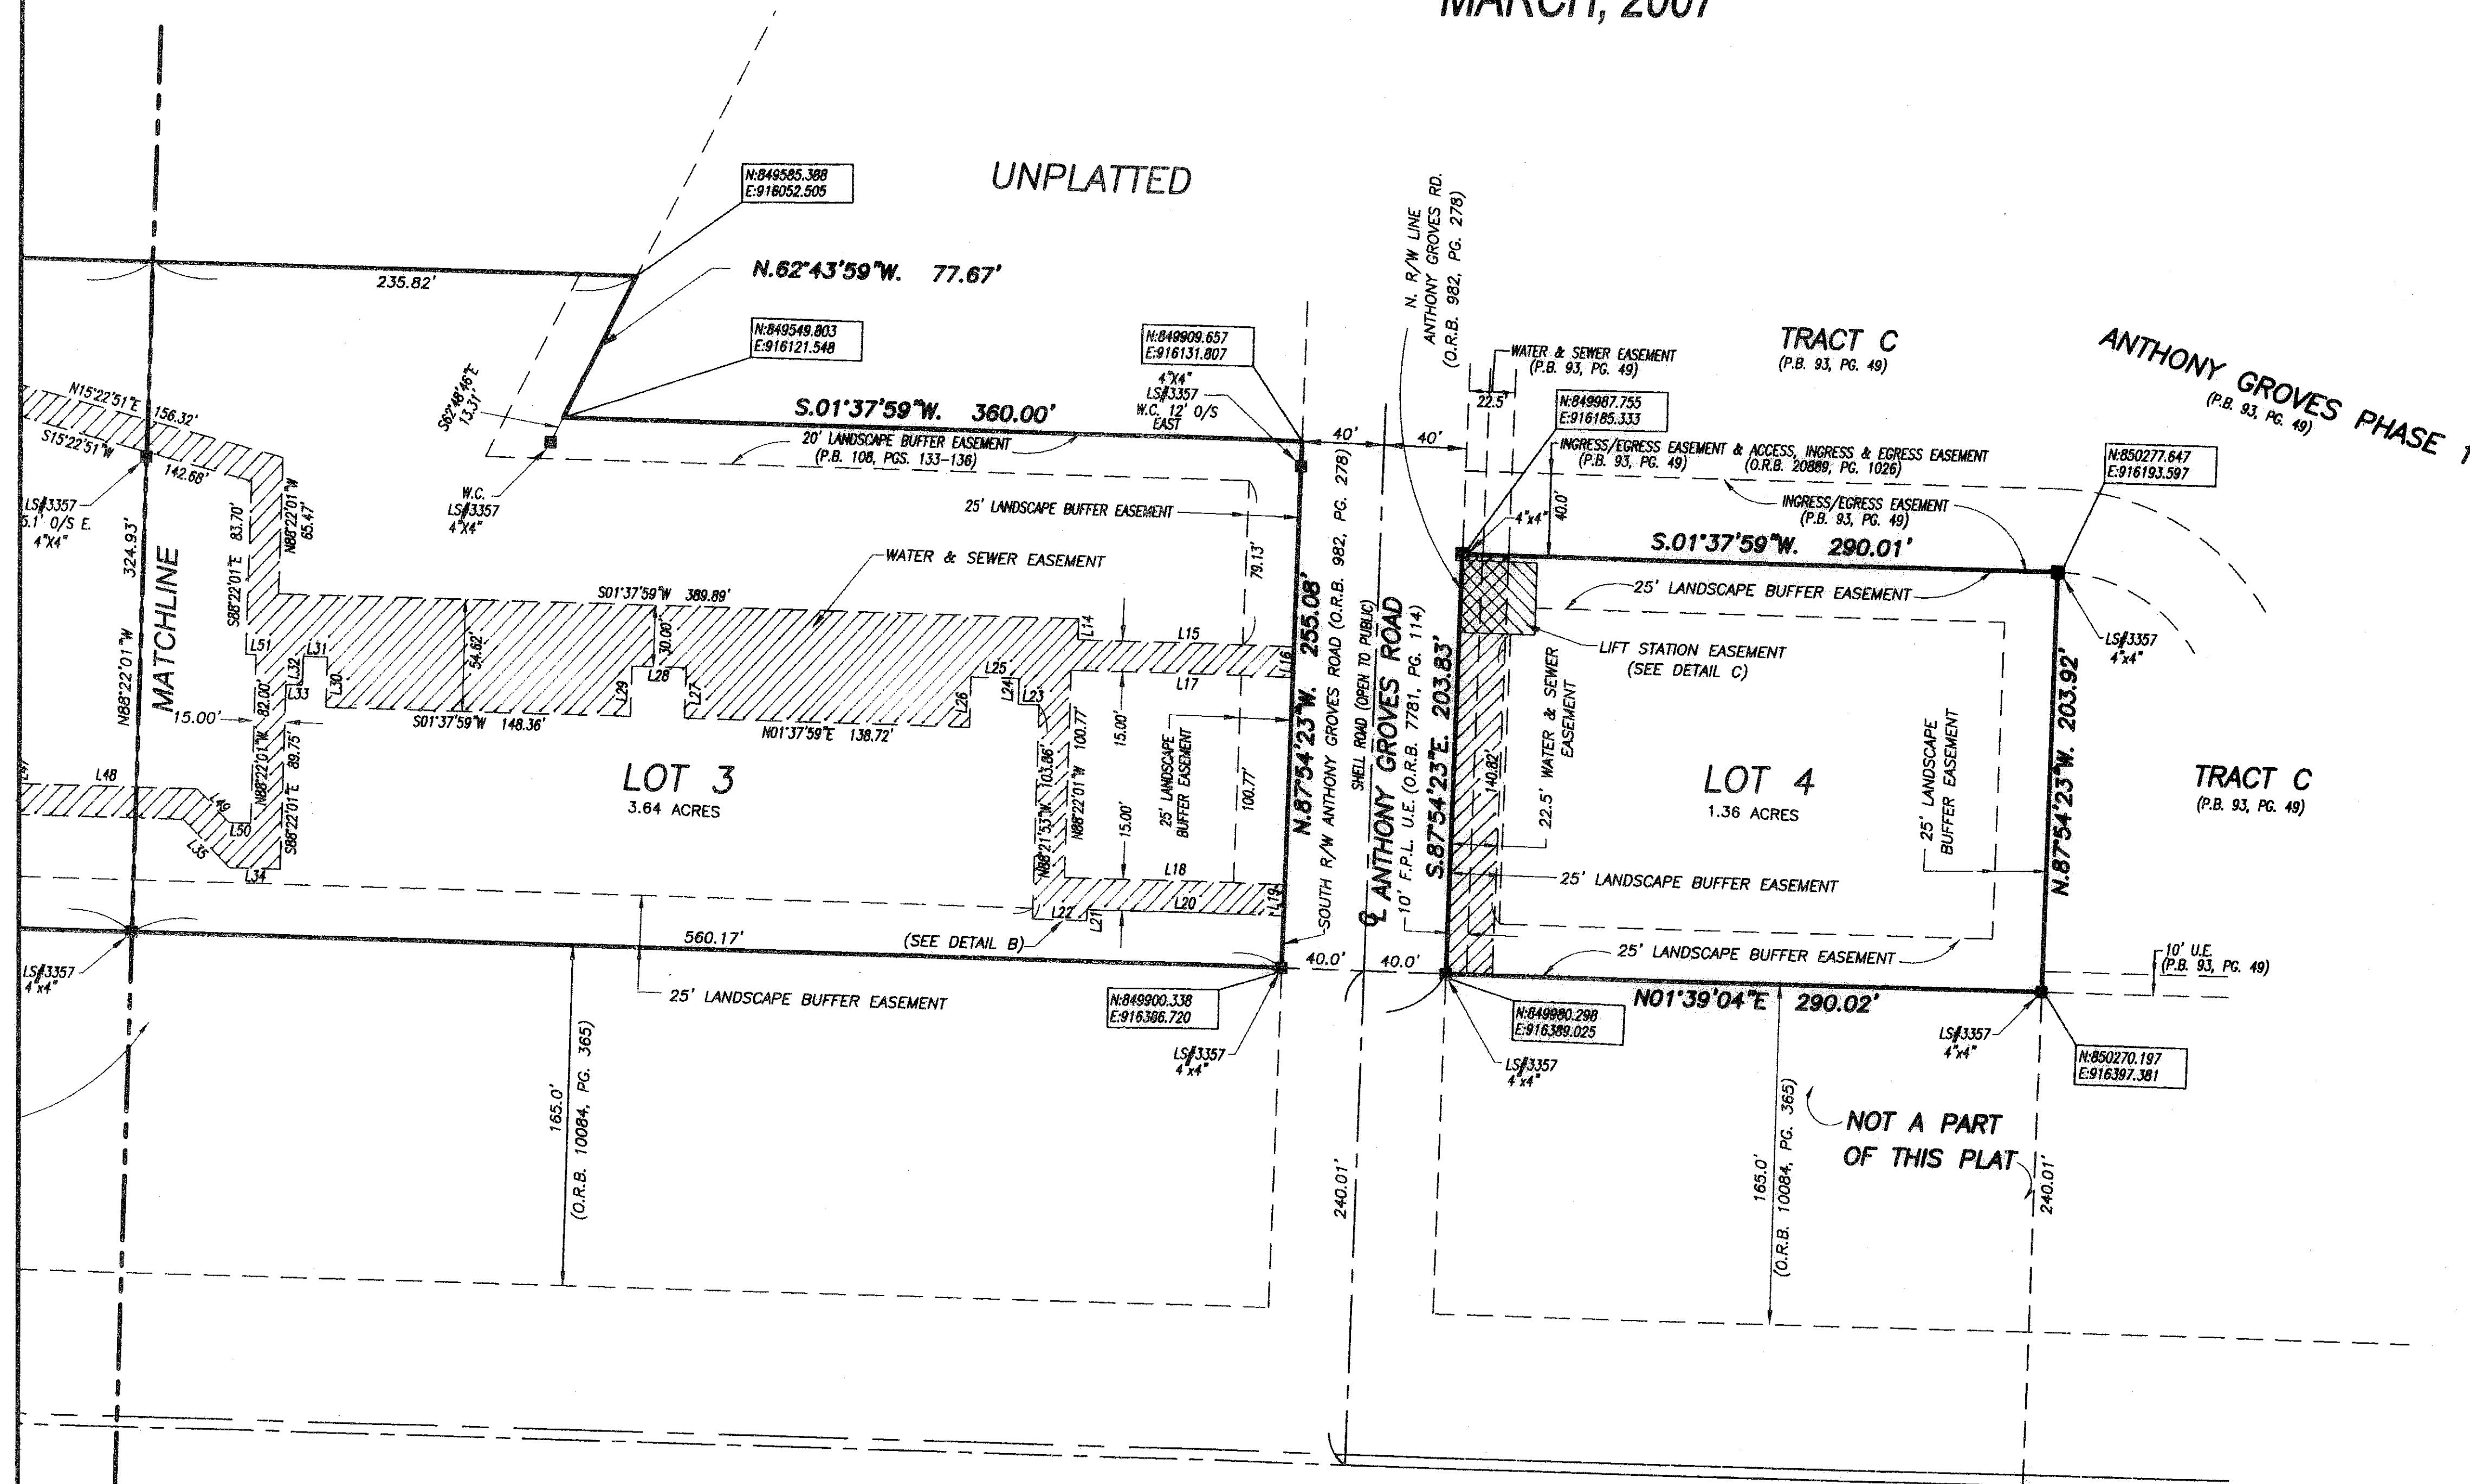 MARCH, 2007
UNPLATTED
N:849585.388
E:916052.505
N.62°43'59"W. 77.67'
235.82'
N:849549.803
E:916121.548
N:849909.657
E:916131.807
4"X4"
LS#3357
W.C. 12' O/S
EAST
S.01°37'59"W. 360.00'
20' LANDSCAPE BUFFER EASEMENT
(P.B. 108, PGS. 133-136)
S62°48'46"E
13.31'
W.C.
LS#3357
4"X4"
N15°22'51"E 156.32'
S15°22'51"W
142.68'
LS#3357
5.1' O/S E.
4"X4"
324.93'
N88°22'01"W
MATCHLINE
S88°22'01"E 83.70'
N88°22'01"W
65.47'
25' LANDSCAPE BUFFER EASEMENT
79.13'
WATER & SEWER EASEMENT
S01°37'59"W 389.89'
54.62'
30.00'
L14
L15
L16
L17
L51
L31
L32
L33
L30
L29
L28
L27
L26
L25
L24
L23
15.00'
S01°37'59"W 148.36'
N01°37'59"E 138.72'
N88°22'01"W 82.00'
S88°22'01"E 89.75'
L47
L48
L49
L50
L35
L34
LOT 3
3.64 ACRES
N88°21'53"W 103.86'
N88°22'01"W 100.77'
15.00'
15.00'
25' LANDSCAPE
BUFFER EASEMENT
100.77'
L18
L19
L20
L21
L22
(SEE DETAIL B)
560.17'
LS#3357
4"x4"
25' LANDSCAPE BUFFER EASEMENT
165.0'
(O.R.B. 10084, PG. 365)
N:849900.338
E:916386.720
LS#3357
4"x4"
N.87°54'23"W. 255.08'
SOUTH R/W ANTHONY GROVES ROAD (O.R.B. 982, PG. 278)
SHELL ROAD (OPEN TO PUBLIC)
℄ ANTHONY GROVES ROAD
10' F.P.L. U.E. (O.R.B. 7781, PG. 114)
S.87°54'23"E. 203.83'
40'
40'
40.0'
40.0'
240.01'
N. R/W LINE
ANTHONY GROVES RD.
(O.R.B. 982, PG. 278)
WATER & SEWER EASEMENT
(P.B. 93, PG. 49)
22.5'
N:849987.755
E:916185.333
TRACT C
(P.B. 93, PG. 49)
ANTHONY GROVES PHASE 1
(P.B. 93, PG. 49)
INGRESS/EGRESS EASEMENT & ACCESS, INGRESS & EGRESS EASEMENT
(P.B. 93, PG. 49) (O.R.B. 20889, PG. 1026)
INGRESS/EGRESS EASEMENT
(P.B. 93, PG. 49)
4"x4"
40.0'
N:850277.647
E:916193.597
S.01°37'59"W. 290.01'
25' LANDSCAPE BUFFER EASEMENT
LS#3357
4"x4"
LIFT STATION EASEMENT
(SEE DETAIL C)
22.5' WATER & SEWER
EASEMENT
140.82'
LOT 4
1.36 ACRES
25' LANDSCAPE
BUFFER EASEMENT
N.87°54'23"W. 203.92'
TRACT C
(P.B. 93, PG. 49)
25' LANDSCAPE BUFFER EASEMENT
25' LANDSCAPE BUFFER EASEMENT
10' U.E.
(P.B. 93, PG. 49)
N01°39'04"E 290.02'
N:849980.298
E:916389.025
LS#3357
4"x4"
LS#3357
4"x4"
N:850270.197
E:916397.381
165.0'
(O.R.B. 10084, PG. 365)
NOT A PART
OF THIS PLAT
240.01'